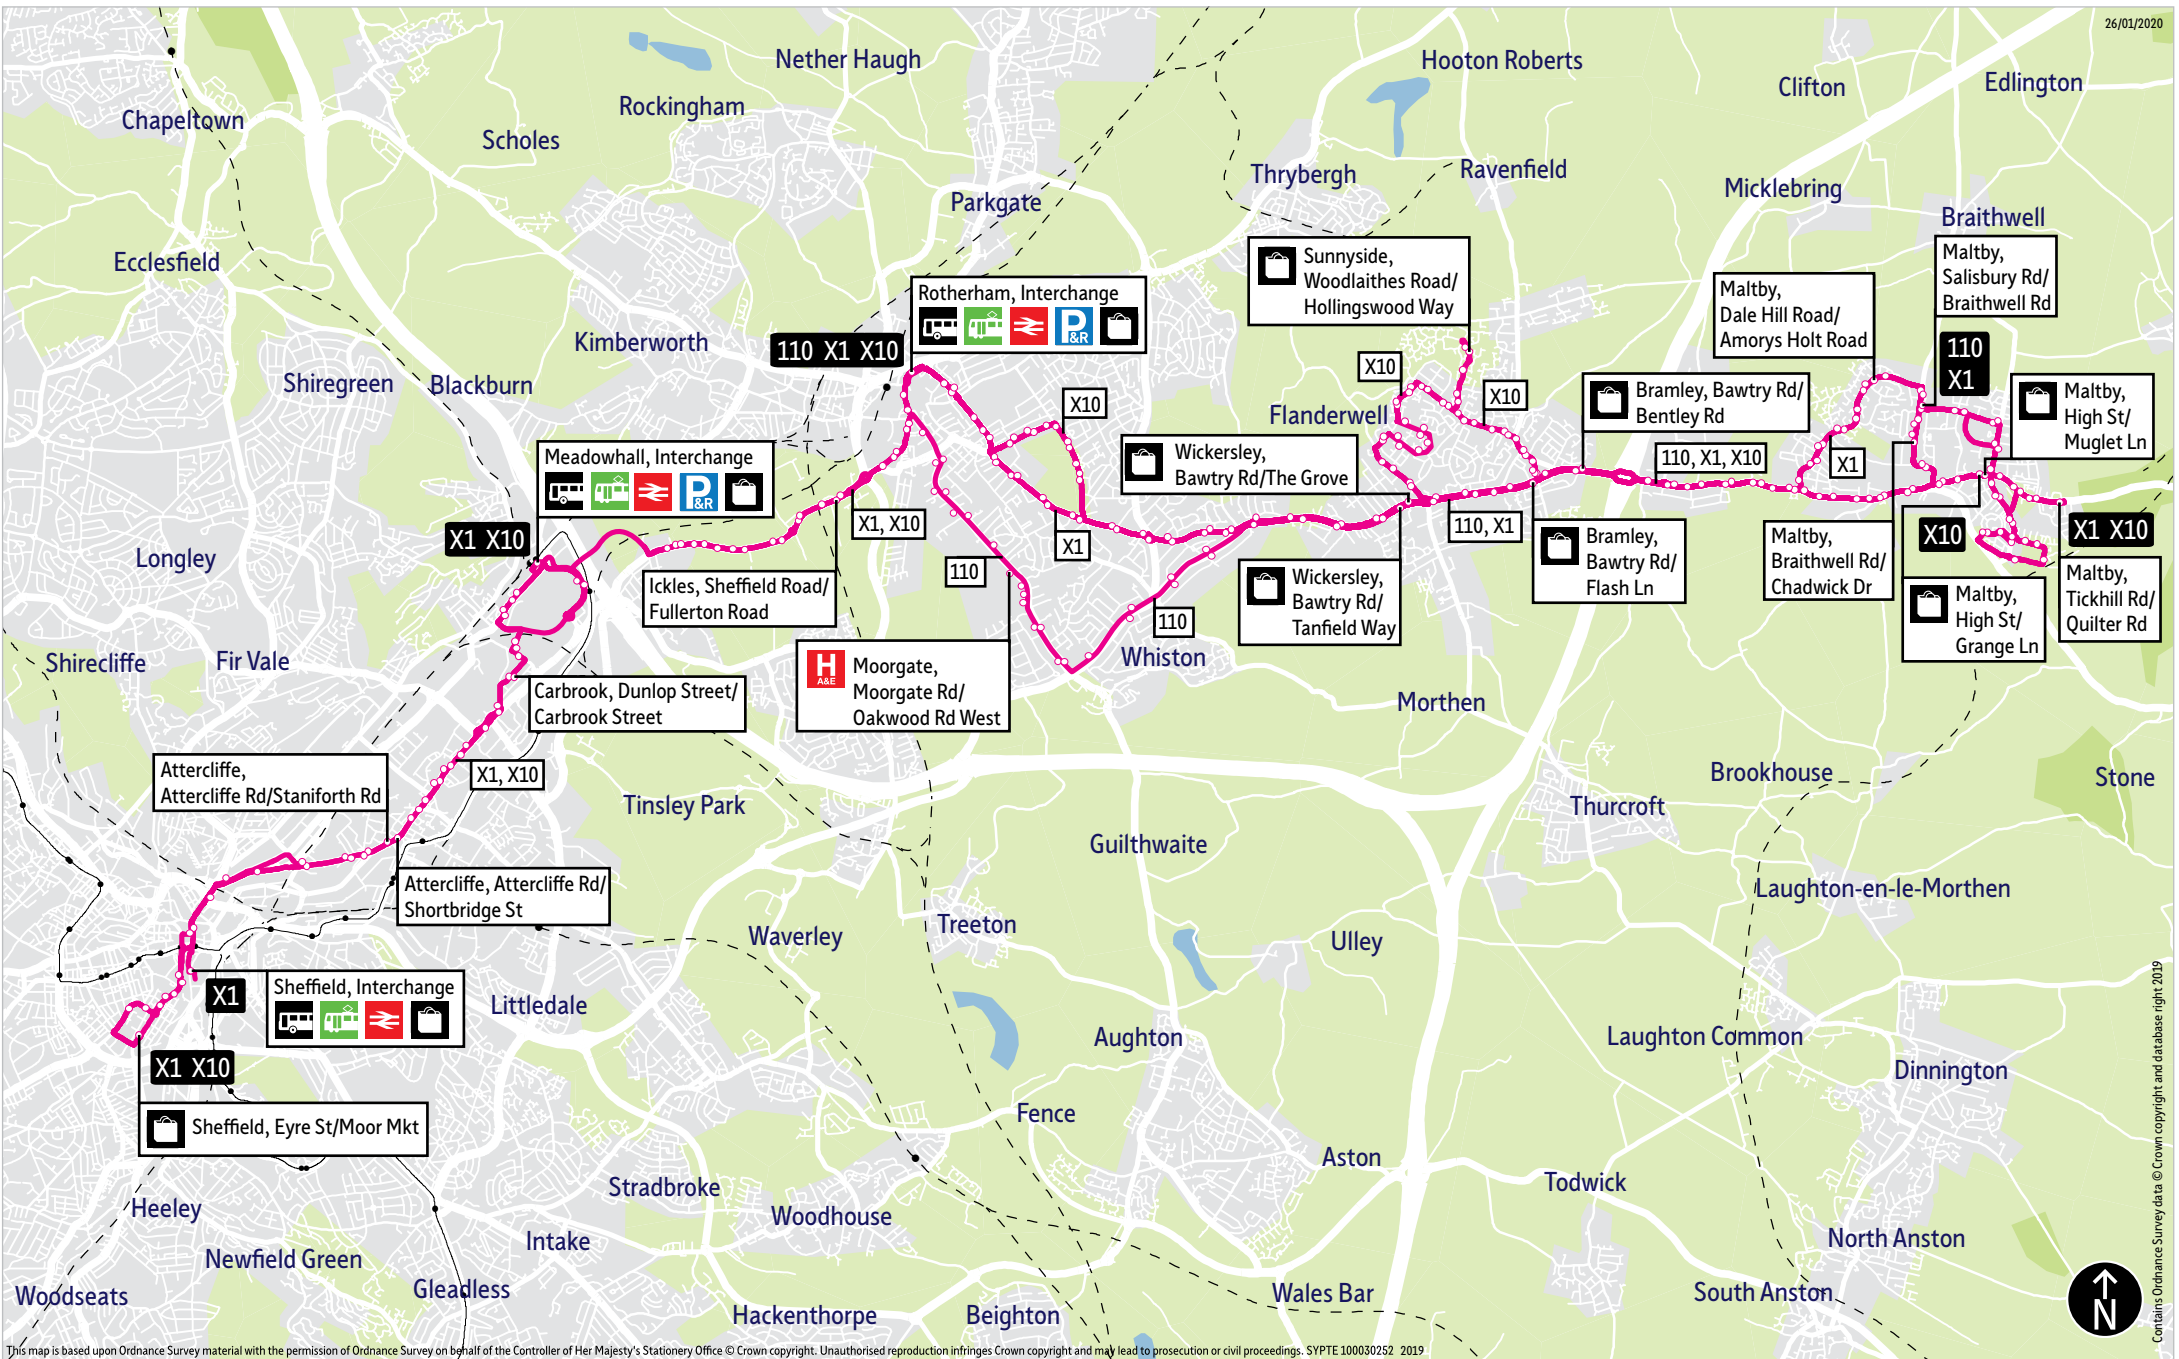 26/01/2020
Nether Haugh
Hooton Roberts
Clifton
Edlington
Rockingham
Chapeltown
Scholes
Thrybergh
Ravenfield
Micklebring
Parkgate
Braithwell
Ecclesfield
Sunnyside,
Woodlaithes Road/
Hollingswood Way
Maltby,
Salisbury Rd/
Braithwell Rd
Rotherham, Interchange
P&R
Maltby,
Dale Hill Road/
Amorys Holt Road
Kimberworth
110 X1 X10
110
X1
Shiregreen
Blackburn
X10
X10
X10
Flanderwell
Bramley, Bawtry Rd/
Bentley Rd
Maltby,
High St/
Muglet Ln
Meadowhall, Interchange
P&R
Wickersley,
Bawtry Rd/The Grove
110, X1, X10
X1
X1 X10
X1, X10
X1
110, X1
Longley
Ickles, Sheffield Road/
Fullerton Road
110
Wickersley,
Bawtry Rd/
Tanfield Way
Bramley,
Bawtry Rd/
Flash Ln
Maltby,
Braithwell Rd/
Chadwick Dr
X10
X1 X10
Maltby,
High St/
Grange Ln
Maltby,
Tickhill Rd/
Quilter Rd
110
Shirecliffe
Fir Vale
Whiston
H
A&E
Moorgate,
Moorgate Rd/
Oakwood Rd West
Carbrook, Dunlop Street/
Carbrook Street
Morthen
Attercliffe,
Attercliffe Rd/Staniforth Rd
X1, X10
Tinsley Park
Brookhouse
Stone
Thurcroft
Guilthwaite
Attercliffe, Attercliffe Rd/
Shortbridge St
Laughton-en-le-Morthen
Waverley
Treeton
Ulley
X1
Sheffield, Interchange
Littledale
Aughton
Laughton Common
Dinnington
X1 X10
Sheffield, Eyre St/Moor Mkt
Fence
Aston
Todwick
Stradbroke
Heeley
Woodhouse
Intake
Newfield Green
North Anston
Gleadless
Woodseats
Hackenthorpe
Beighton
Wales Bar
South Anston
N
Contains Ordnance Survey data © Crown copyright and database right 2019
This map is based upon Ordnance Survey material with the permission of Ordnance Survey on behalf of the Controller of Her Majesty's Stationery Office © Crown copyright. Unauthorised reproduction infringes Crown copyright and may lead to prosecution or civil proceedings. SYPTE 100030252 2019